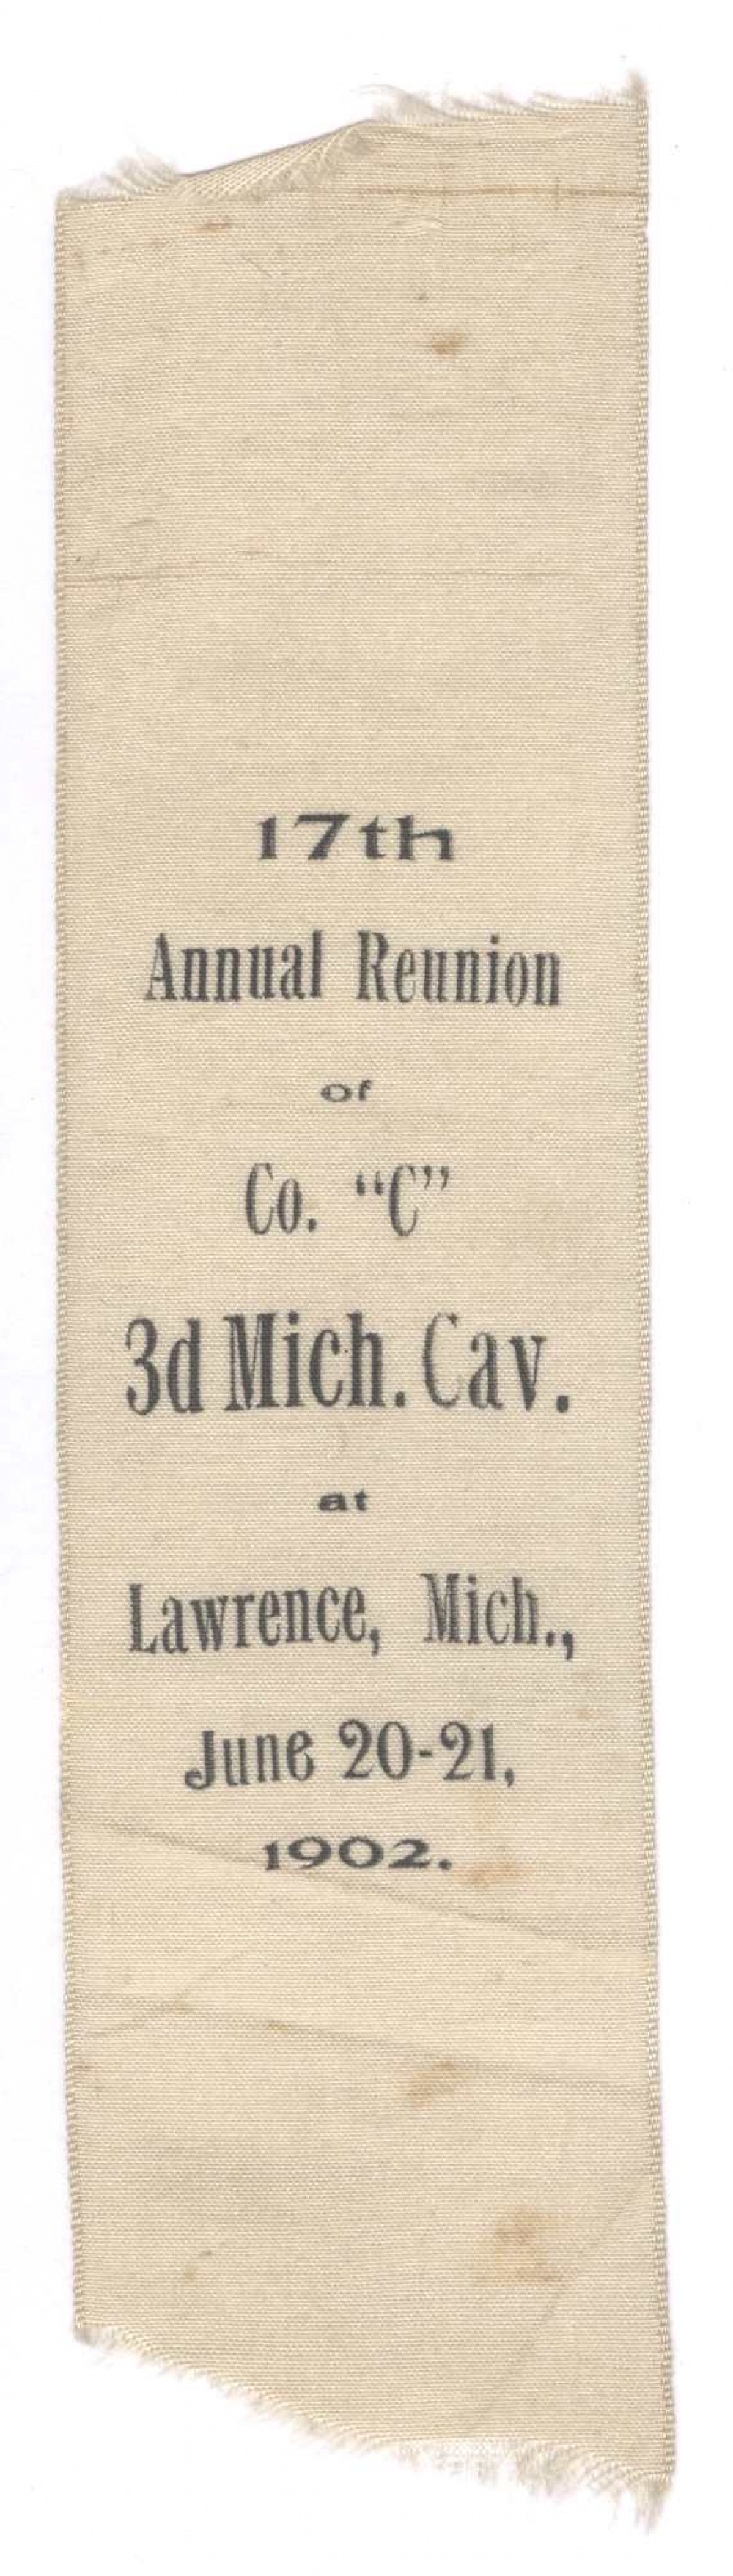 17th
Annual Reunion
of
Co. “C”
3d Mich. Cav.
at
Lawrence, Mich.,
June 20-21,
1902.